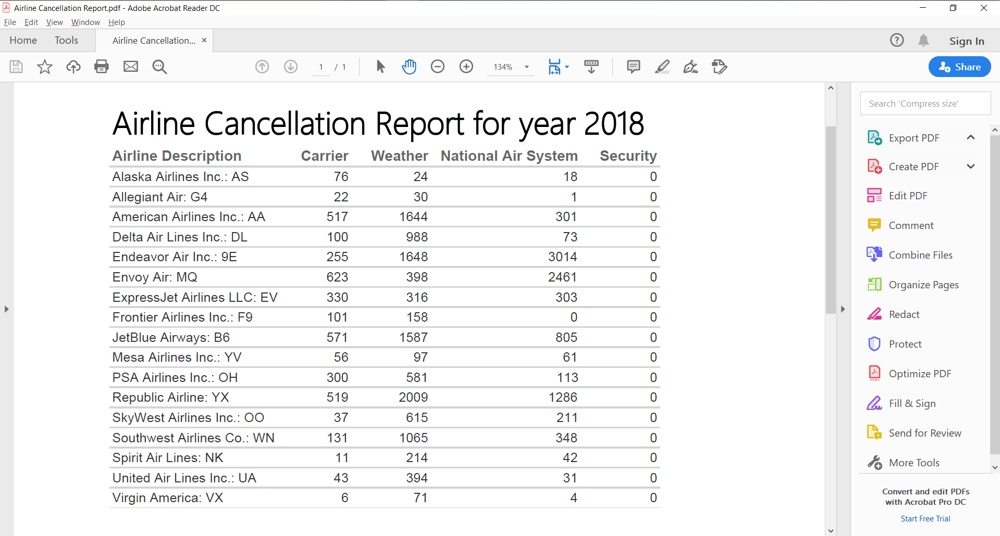 Airline Cancellation Report.pdf - Adobe Acrobat Reader DC
File Edit View Window Help
Home Tools Airline Cancellation... × ? Sign In
1 / 1 134% Share
Search 'Compress size'
Airline Cancellation Report for year 2018
Airline Description Carrier Weather National Air System Security
Alaska Airlines Inc.: AS 76 24 18 0
Allegiant Air: G4 22 30 1 0
American Airlines Inc.: AA 517 1644 301 0
Delta Air Lines Inc.: DL 100 988 73 0
Endeavor Air Inc.: 9E 255 1648 3014 0
Envoy Air: MQ 623 398 2461 0
ExpressJet Airlines LLC: EV 330 316 303 0
Frontier Airlines Inc.: F9 101 158 0 0
JetBlue Airways: B6 571 1587 805 0
Mesa Airlines Inc.: YV 56 97 61 0
PSA Airlines Inc.: OH 300 581 113 0
Republic Airline: YX 519 2009 1286 0
SkyWest Airlines Inc.: OO 37 615 211 0
Southwest Airlines Co.: WN 131 1065 348 0
Spirit Air Lines: NK 11 214 42 0
United Air Lines Inc.: UA 43 394 31 0
Virgin America: VX 6 71 4 0
Export PDF
Create PDF
Edit PDF
Comment
Combine Files
Organize Pages
Redact
Protect
Optimize PDF
Fill & Sign
Send for Review
More Tools
Convert and edit PDFs
with Acrobat Pro DC
Start Free Trial